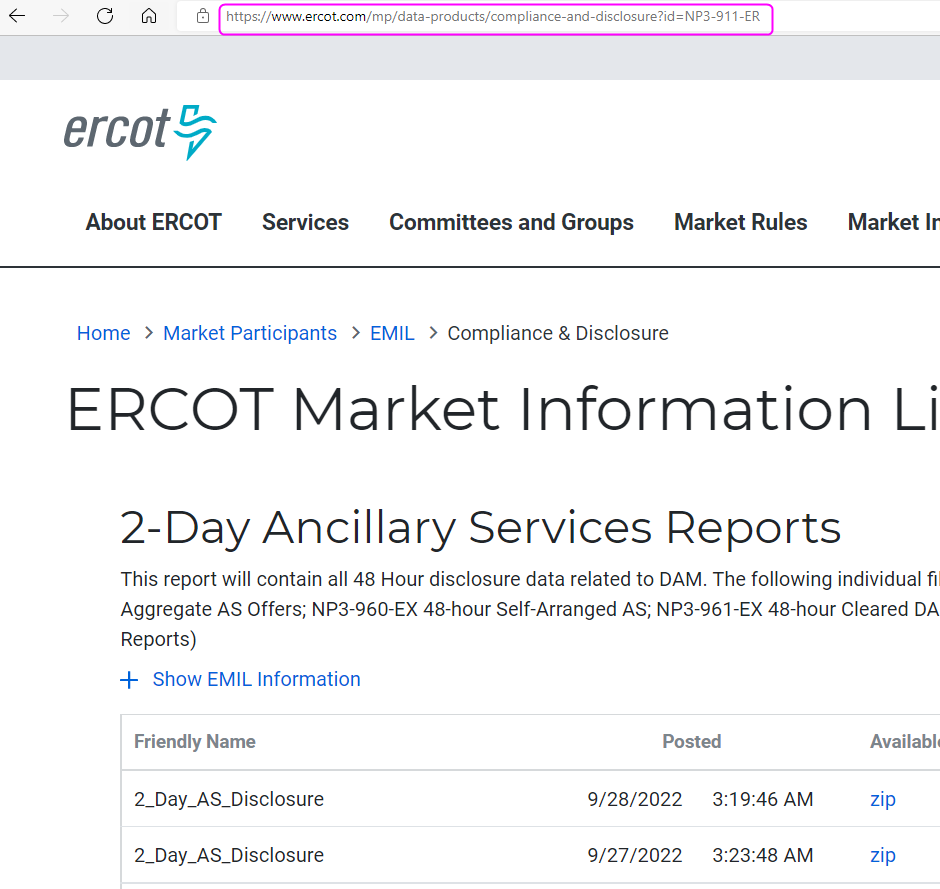 https://www.ercot.com/mp/data-products/compliance-and-disclosure?id=NP3-911-ER
ercot
About ERCOT Services Committees and Groups Market Rules Market In
Home > Market Participants > EMIL > Compliance & Disclosure
ERCOT Market Information Li
2-Day Ancillary Services Reports
This report will contain all 48 Hour disclosure data related to DAM. The following individual fil
Aggregate AS Offers; NP3-960-EX 48-hour Self-Arranged AS; NP3-961-EX 48-hour Cleared DA
Reports)
+ Show EMIL Information
Friendly Name Posted Available
2_Day_AS_Disclosure 9/28/2022 3:19:46 AM zip
2_Day_AS_Disclosure 9/27/2022 3:23:48 AM zip